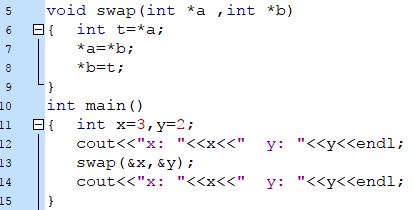 5 void swap(int *a ,int *b)
6 { int t=*a;
7 *a=*b;
8 *b=t;
9 }
10 int main()
11 { int x=3,y=2;
12 cout<<"x: "<<x<<"  y: "<<y<<endl;
13 swap(&x,&y);
14 cout<<"x: "<<x<<"  y: "<<y<<endl;
15 }